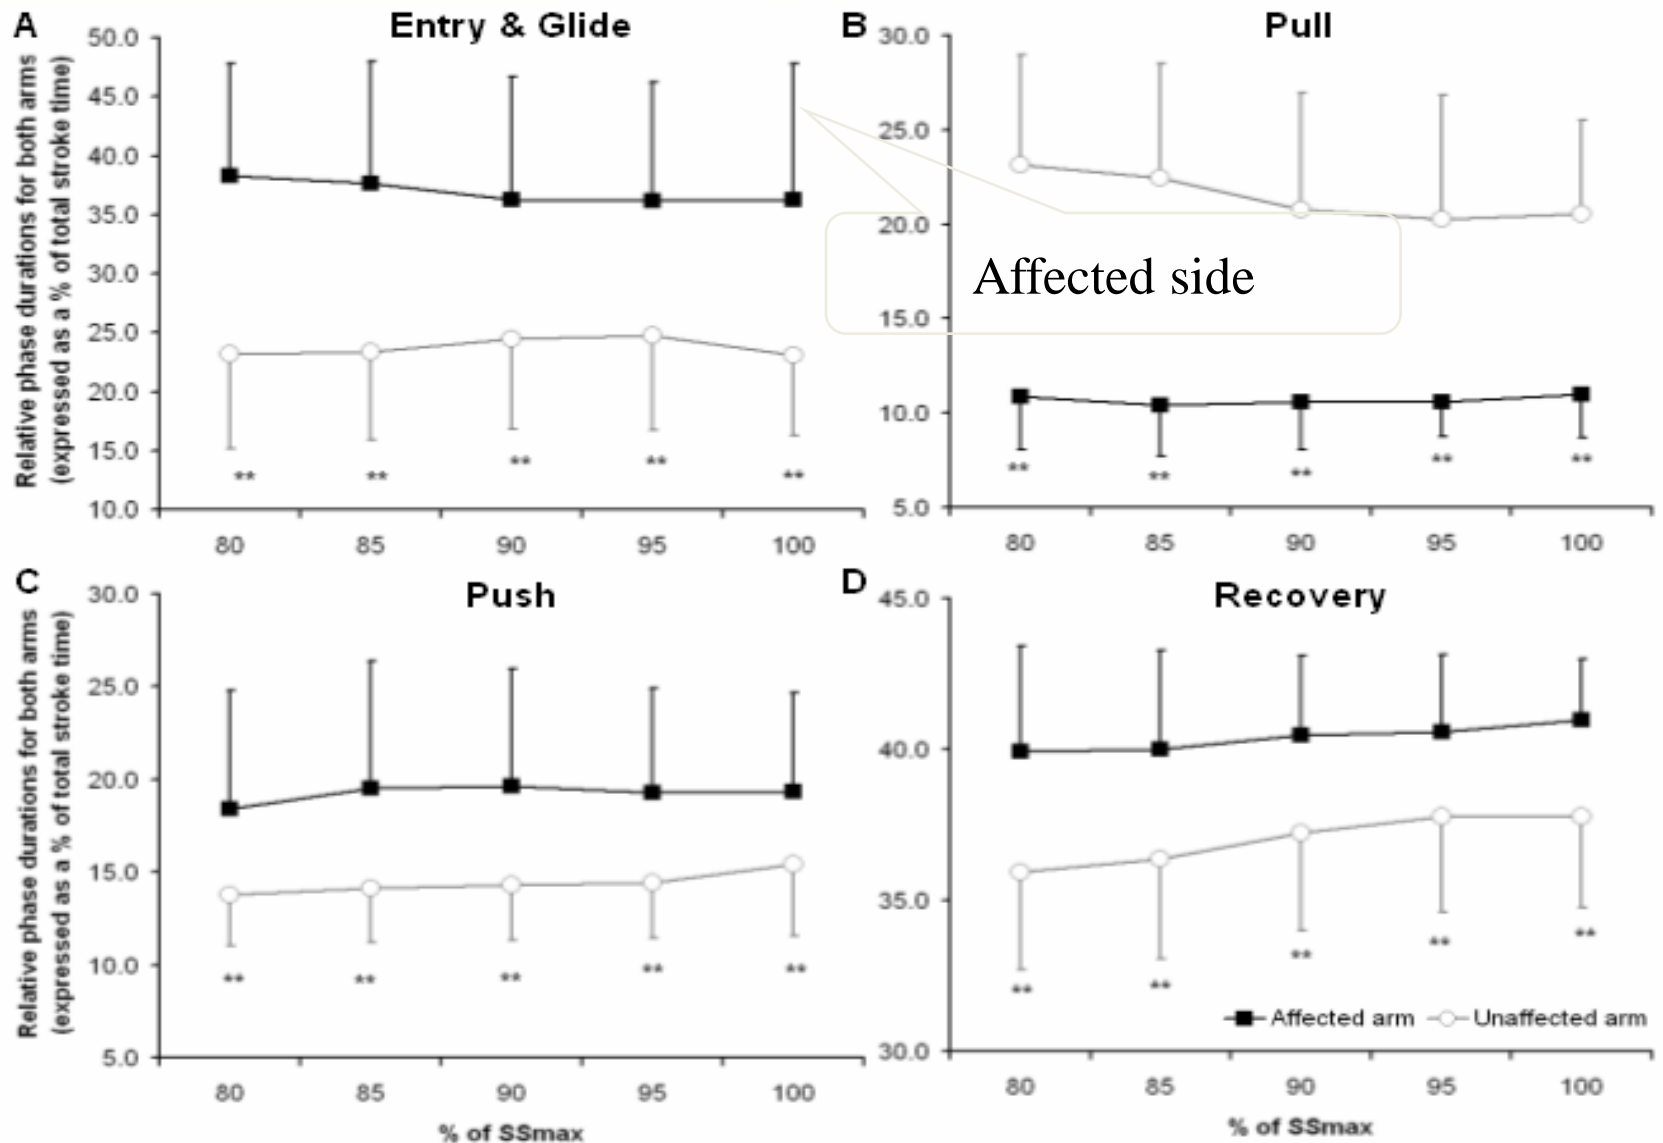 A
Entry & Glide
Relative phase durations for both arms
(expressed as a % of total stroke time)
50.0
45.0
40.0
35.0
30.0
25.0
20.0
15.0
10.0
** ** ** ** **
80 85 90 95 100
B
Pull
30.0
25.0
20.0
15.0
10.0
5.0
** ** ** ** **
80 85 90 95 100
Affected side
C
Push
Relative phase durations for both arms
(expressed as a % of total stroke time)
30.0
25.0
20.0
15.0
10.0
5.0
** ** ** ** **
80 85 90 95 100
% of SSmax
D
Recovery
45.0
40.0
35.0
30.0
** ** ** ** **
Affected arm Unaffected arm
80 85 90 95 100
% of SSmax